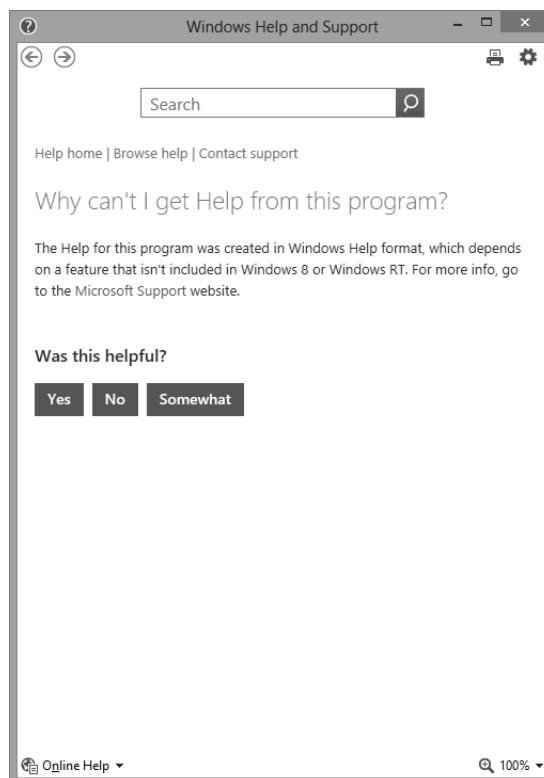 Windows Help and Support
Search
Help home | Browse help | Contact support
Why can't I get Help from this program?
The Help for this program was created in Windows Help format, which depends
on a feature that isn't included in Windows 8 or Windows RT. For more info, go
to the Microsoft Support website.
Was this helpful?
Yes No Somewhat
Online Help 100%